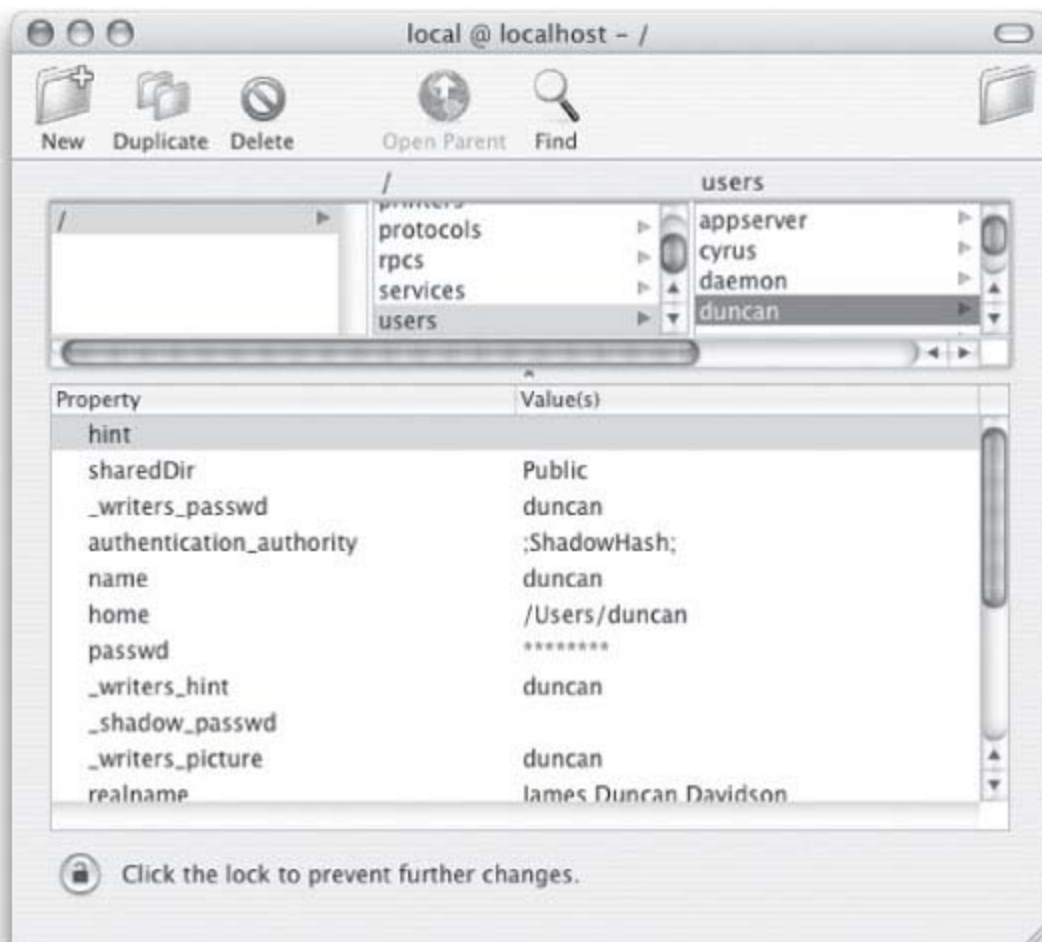 local @ localhost – /
New Duplicate Delete Open Parent Find
/ users
/ printers appserver
protocols cyrus
rpcs daemon
services duncan
users
Property Value(s)
hint
sharedDir Public
_writers_passwd duncan
authentication_authority ;ShadowHash;
name duncan
home /Users/duncan
passwd ********
_writers_hint duncan
_shadow_passwd
_writers_picture duncan
realname James Duncan Davidson
Click the lock to prevent further changes.